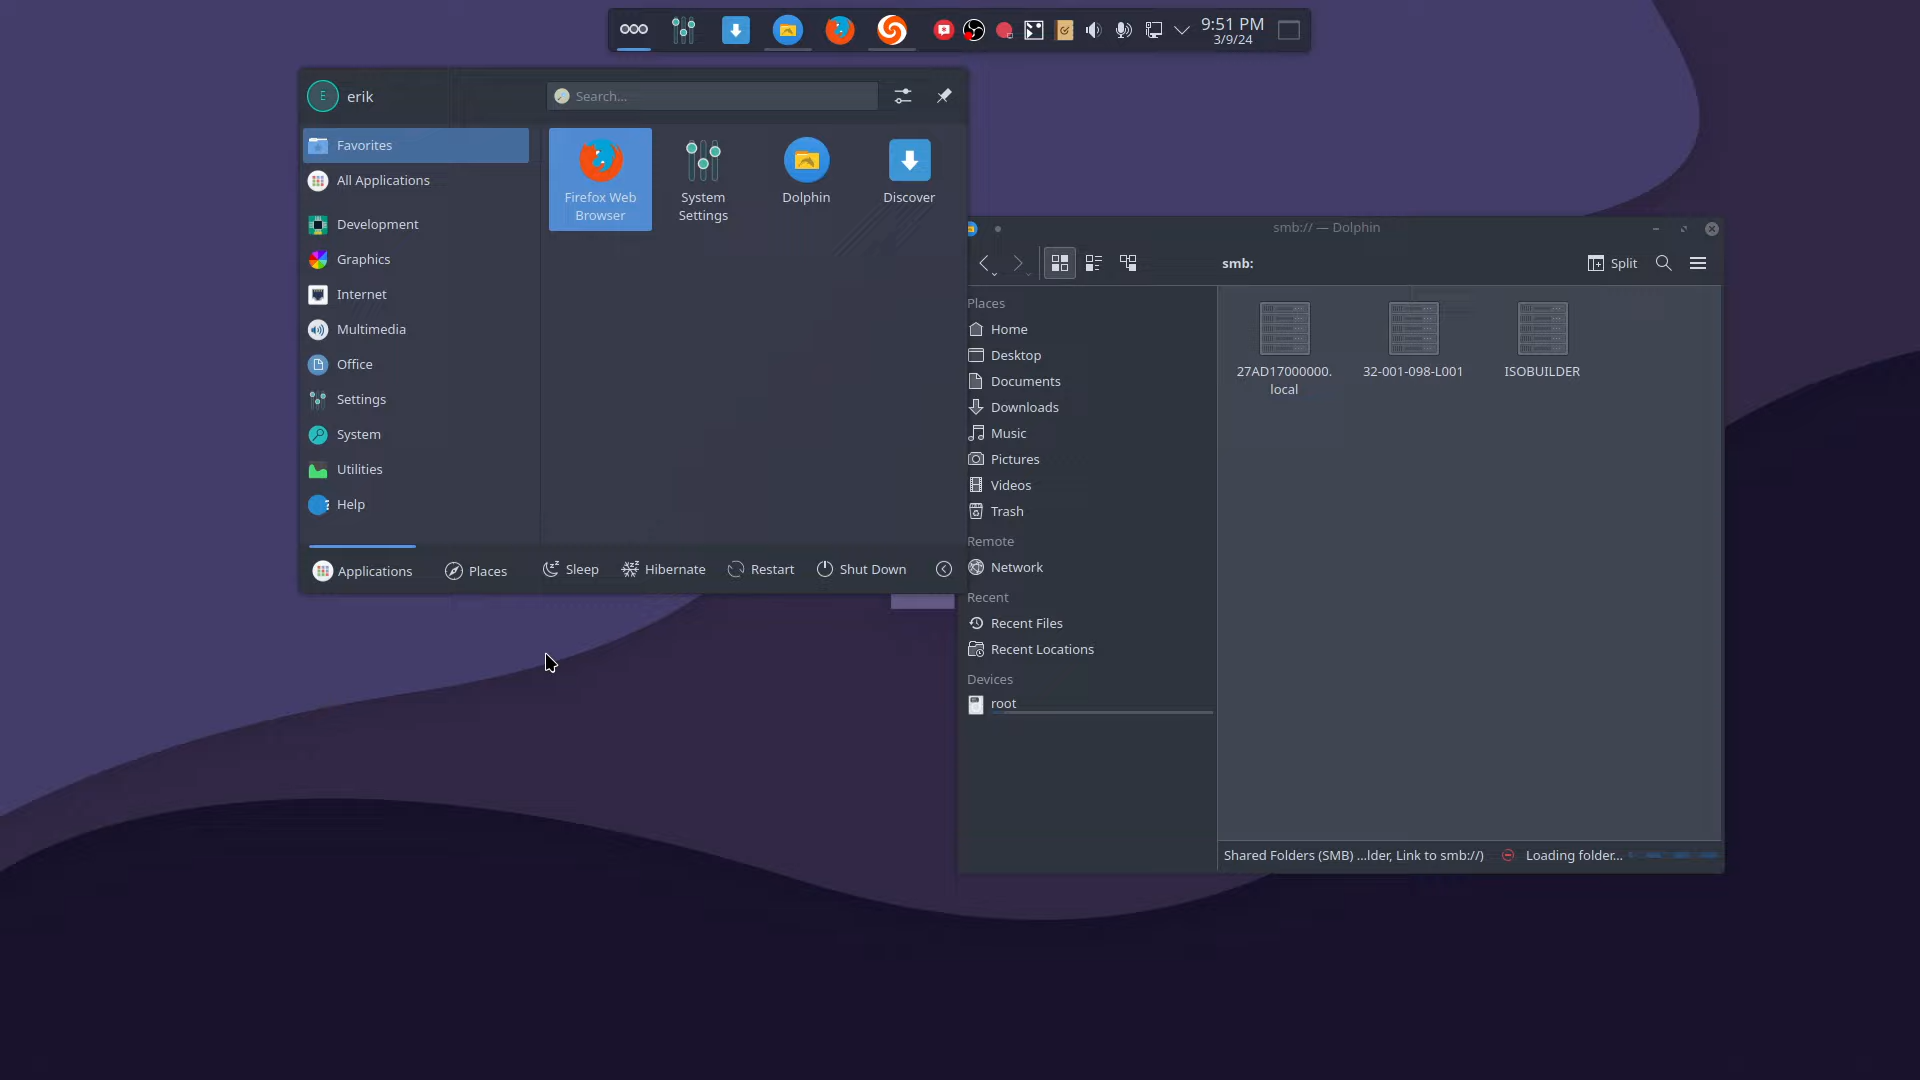 9:51 PM
3/9/24
E
erik
Search...
Favorites
All Applications
Development
Graphics
Internet
Multimedia
Office
Settings
System
Utilities
Help
Firefox Web
Browser
System
Settings
Dolphin
Discover
Applications
Places
Sleep
Hibernate
Restart
Shut Down
smb:// — Dolphin
smb:
Split
Places
Home
Desktop
Documents
Downloads
Music
Pictures
Videos
Trash
Remote
Network
Recent
Recent Files
Recent Locations
Devices
root
27AD17000000.
local
32-001-098-L001
ISOBUILDER
Shared Folders (SMB) ...lder, Link to smb://)
Loading folder...